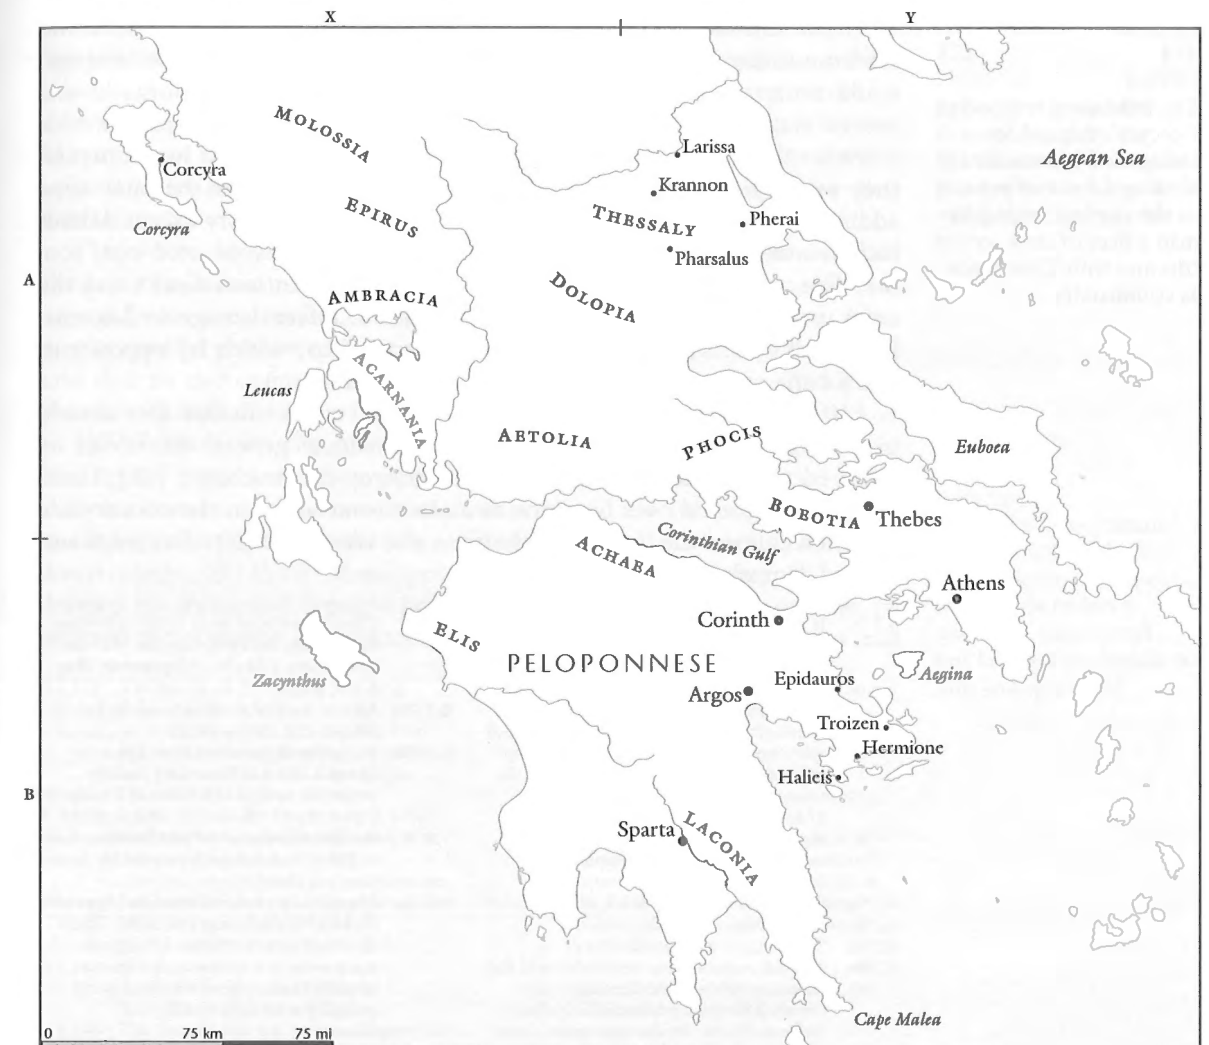 X
Y
MOLOSSIA
Larissa
Aegean Sea
Corcyra
Krannon
EPIRUS
THESSALY
Pherai
Corcyra
Pharsalus
A
AMBRACIA
DOLOPIA
ACARNANIA
Leucas
AETOLIA
PHOCIS
Euboea
BOEOTIA
Thebes
Corinthian Gulf
ACHAEA
Athens
Corinth
ELIS
PELOPONNESE
Zacynthus
Epidauros
Aegina
Argos
Troizen
Hermione
Halieis
B
Sparta
LACONIA
Cape Malea
0
75 km
75 mi